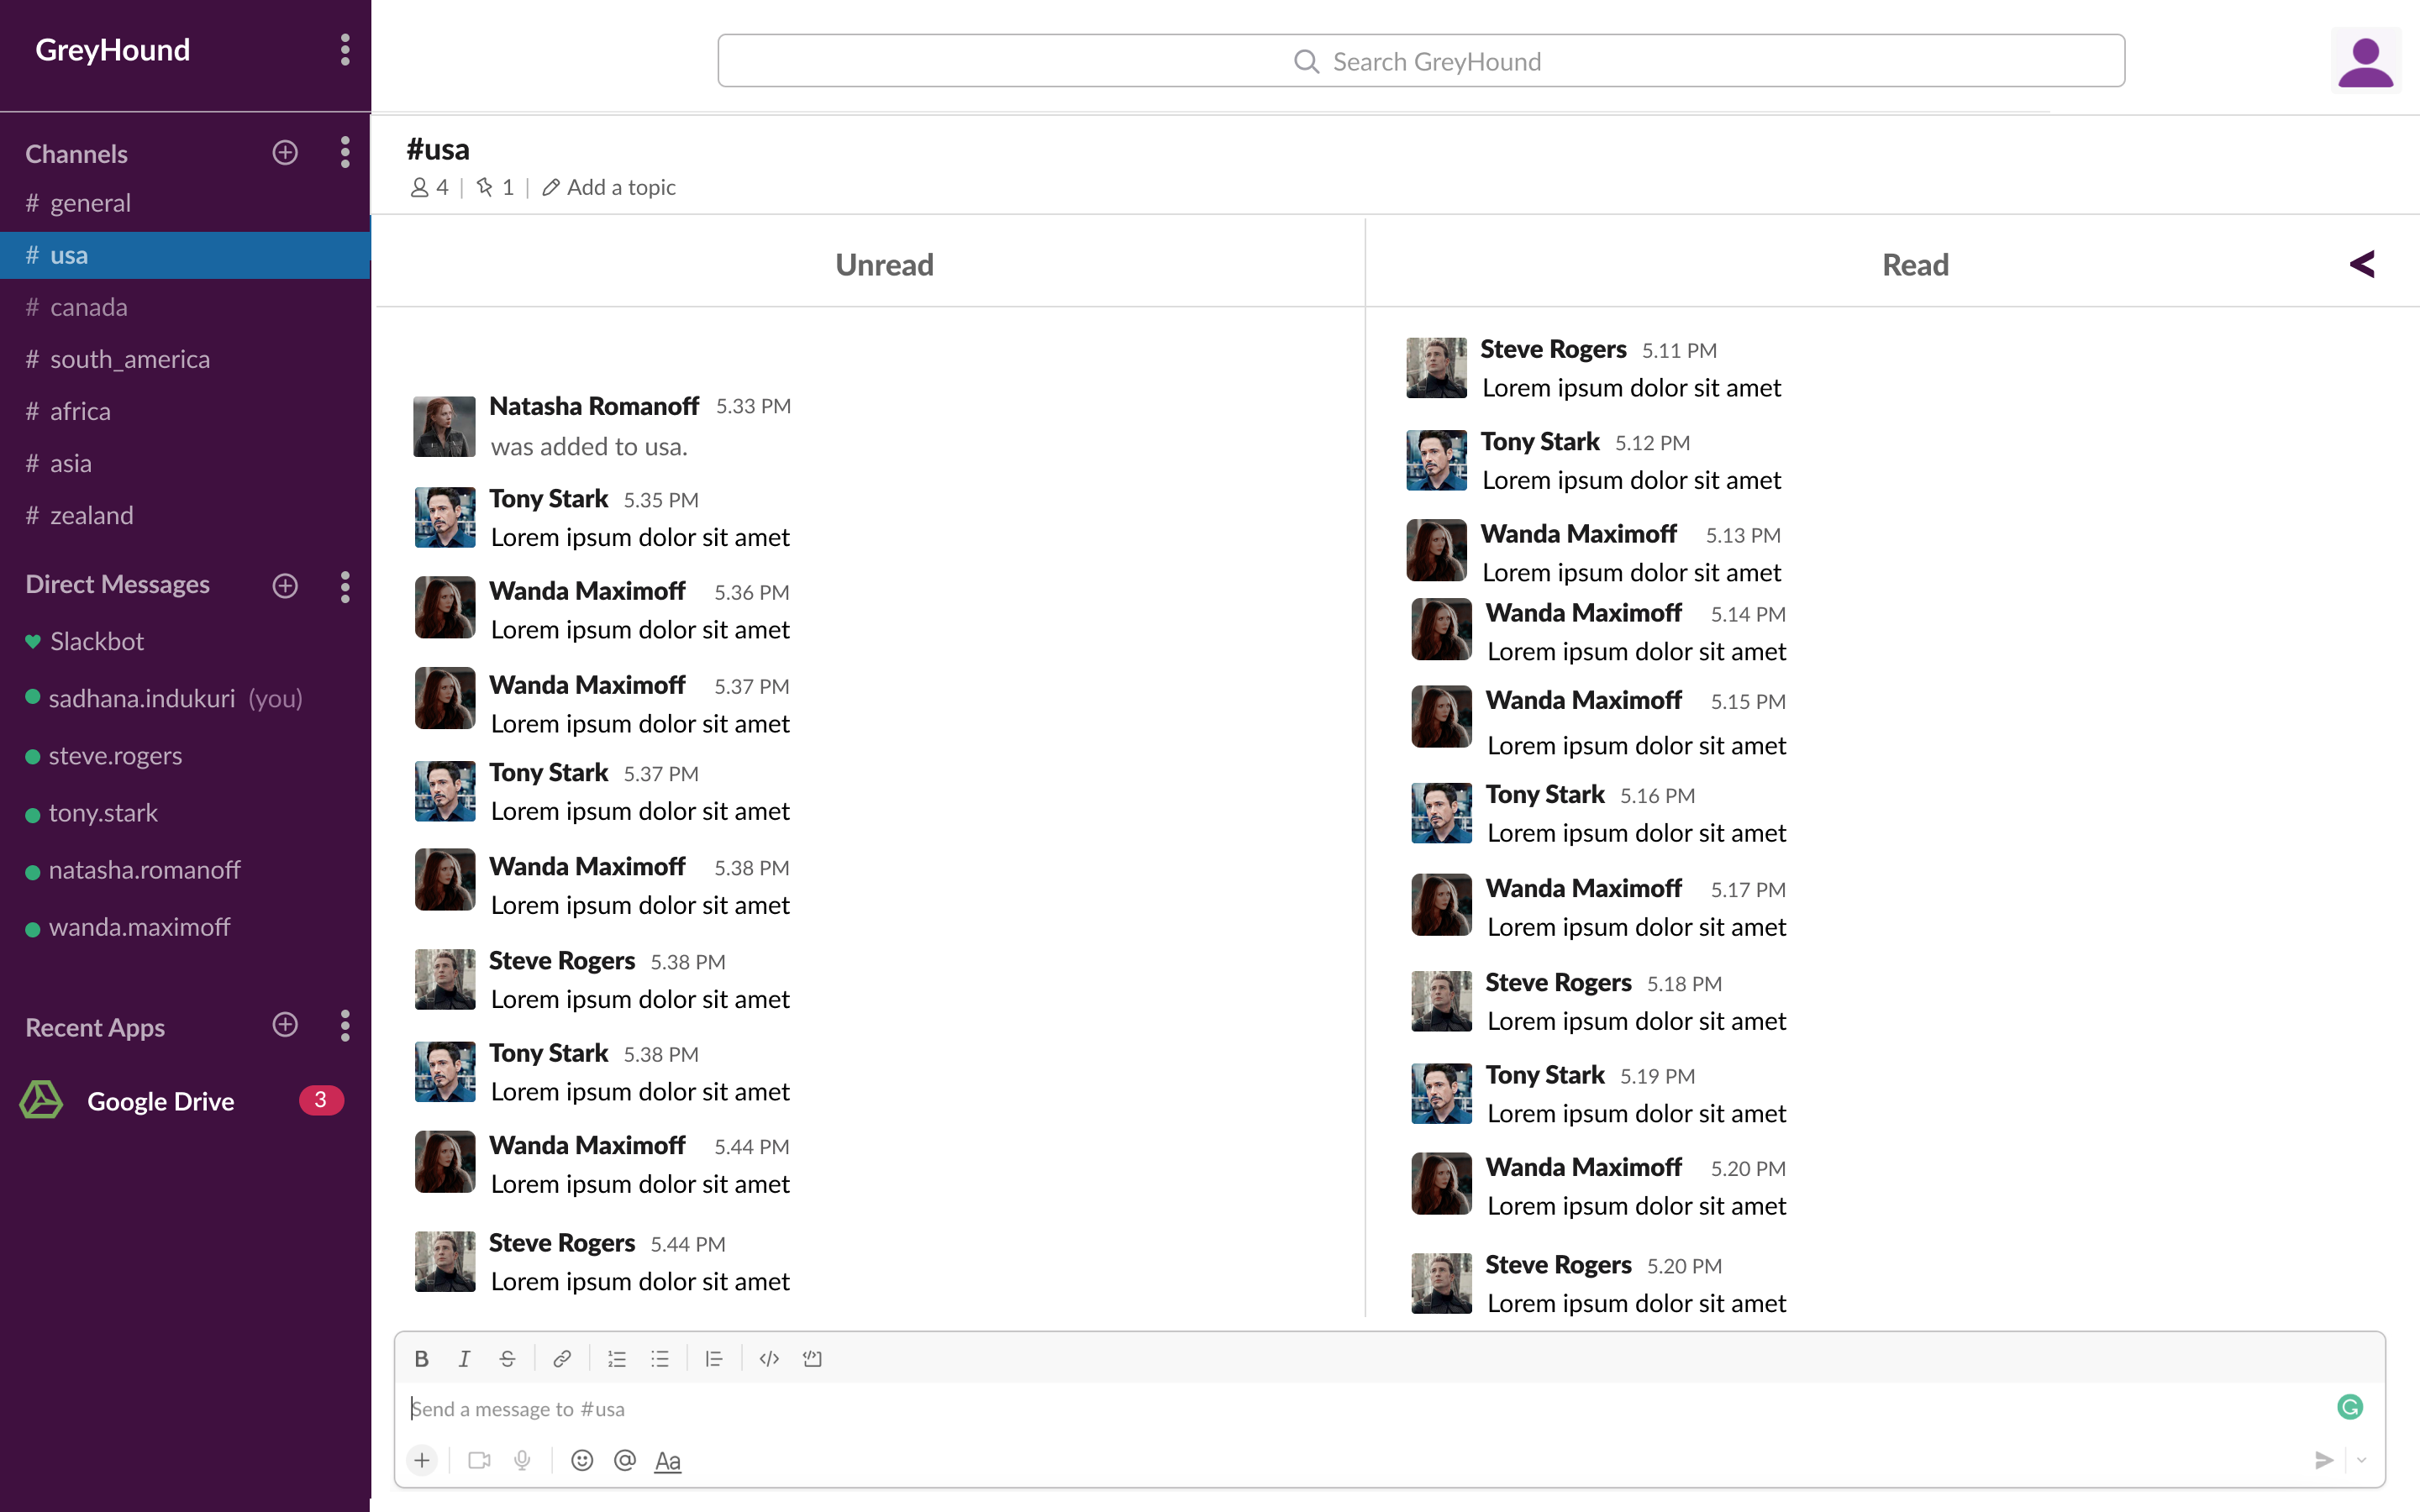 GreyHound
Search GreyHound
Channels
# general
# usa
# canada
# south_america
# africa
# asia
# zealand
Direct Messages
Slackbot
sadhana.indukuri (you)
steve.rogers
tony.stark
natasha.romanoff
wanda.maximoff
Recent Apps
Google Drive 3
#usa
4 | 1 | Add a topic
Unread
Natasha Romanoff 5.33 PM
was added to usa.
Tony Stark 5.35 PM
Lorem ipsum dolor sit amet
Wanda Maximoff 5.36 PM
Lorem ipsum dolor sit amet
Wanda Maximoff 5.37 PM
Lorem ipsum dolor sit amet
Tony Stark 5.37 PM
Lorem ipsum dolor sit amet
Wanda Maximoff 5.38 PM
Lorem ipsum dolor sit amet
Steve Rogers 5.38 PM
Lorem ipsum dolor sit amet
Tony Stark 5.38 PM
Lorem ipsum dolor sit amet
Wanda Maximoff 5.44 PM
Lorem ipsum dolor sit amet
Steve Rogers 5.44 PM
Lorem ipsum dolor sit amet
Read <
Steve Rogers 5.11 PM
Lorem ipsum dolor sit amet
Tony Stark 5.12 PM
Lorem ipsum dolor sit amet
Wanda Maximoff 5.13 PM
Lorem ipsum dolor sit amet
Wanda Maximoff 5.14 PM
Lorem ipsum dolor sit amet
Wanda Maximoff 5.15 PM
Lorem ipsum dolor sit amet
Tony Stark 5.16 PM
Lorem ipsum dolor sit amet
Wanda Maximoff 5.17 PM
Lorem ipsum dolor sit amet
Steve Rogers 5.18 PM
Lorem ipsum dolor sit amet
Tony Stark 5.19 PM
Lorem ipsum dolor sit amet
Wanda Maximoff 5.20 PM
Lorem ipsum dolor sit amet
Steve Rogers 5.20 PM
Lorem ipsum dolor sit amet
B I S </>
Send a message to #usa
+ @ Aa